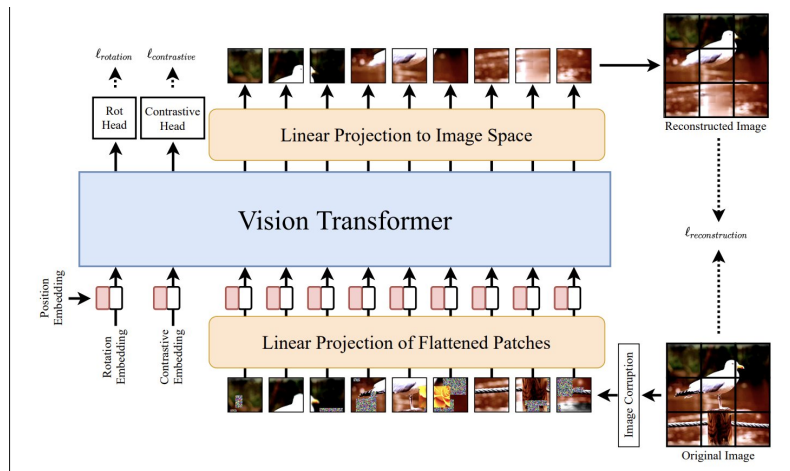 ℓrotation
ℓcontrastive
Rot
Head
Contrastive
Head
Linear Projection to Image Space
Reconstructed Image
Vision Transformer
ℓreconstruction
Position
Embedding
Rotation
Embedding
Contrastive
Embedding
Linear Projection of Flattened Patches
Image Corruption
Original Image